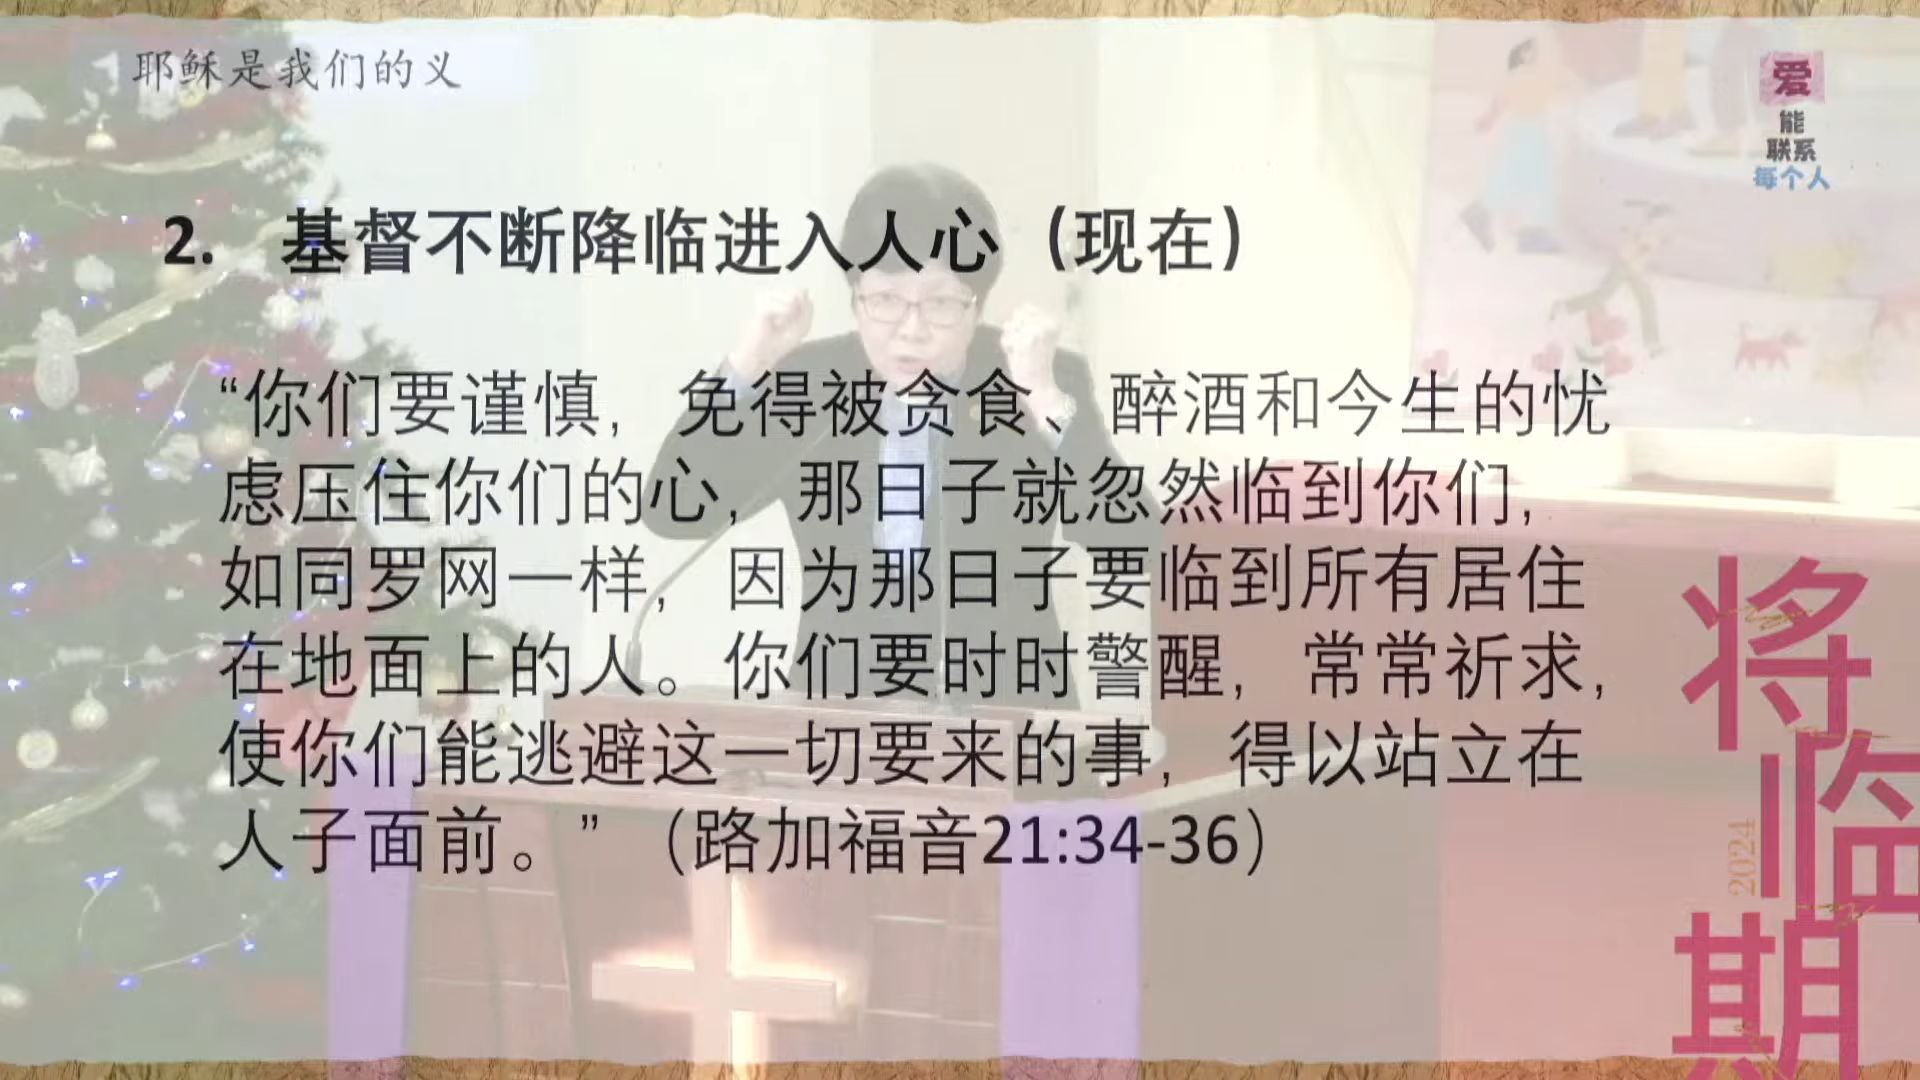 耶稣是我们的义
爱
能
联系
每个人
2. 基督不断降临进入人心（现在）
“你们要谨慎，免得被贪食、醉酒和今生的忧
虑压住你们的心，那日子就忽然临到你们，
如同罗网一样，因为那日子要临到所有居住
在地面上的人。你们要时时警醒，常常祈求，
使你们能逃避这一切要来的事，得以站立在
人子面前。”（路加福音21:34-36）
将
临
期
2024